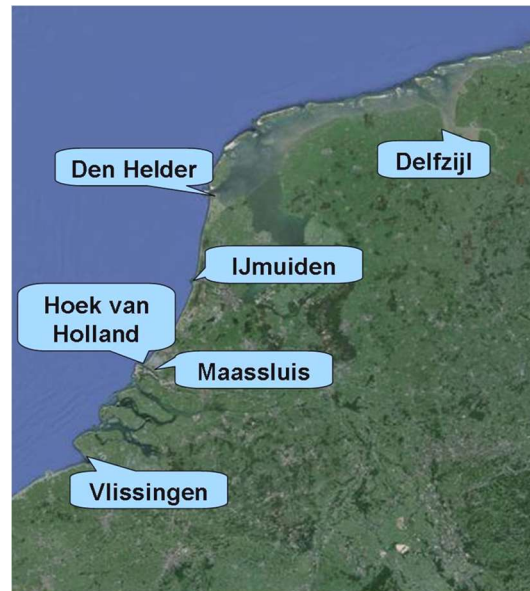 Den Helder
Delfzijl
IJmuiden
Hoek van
Holland
Maassluis
Vlissingen